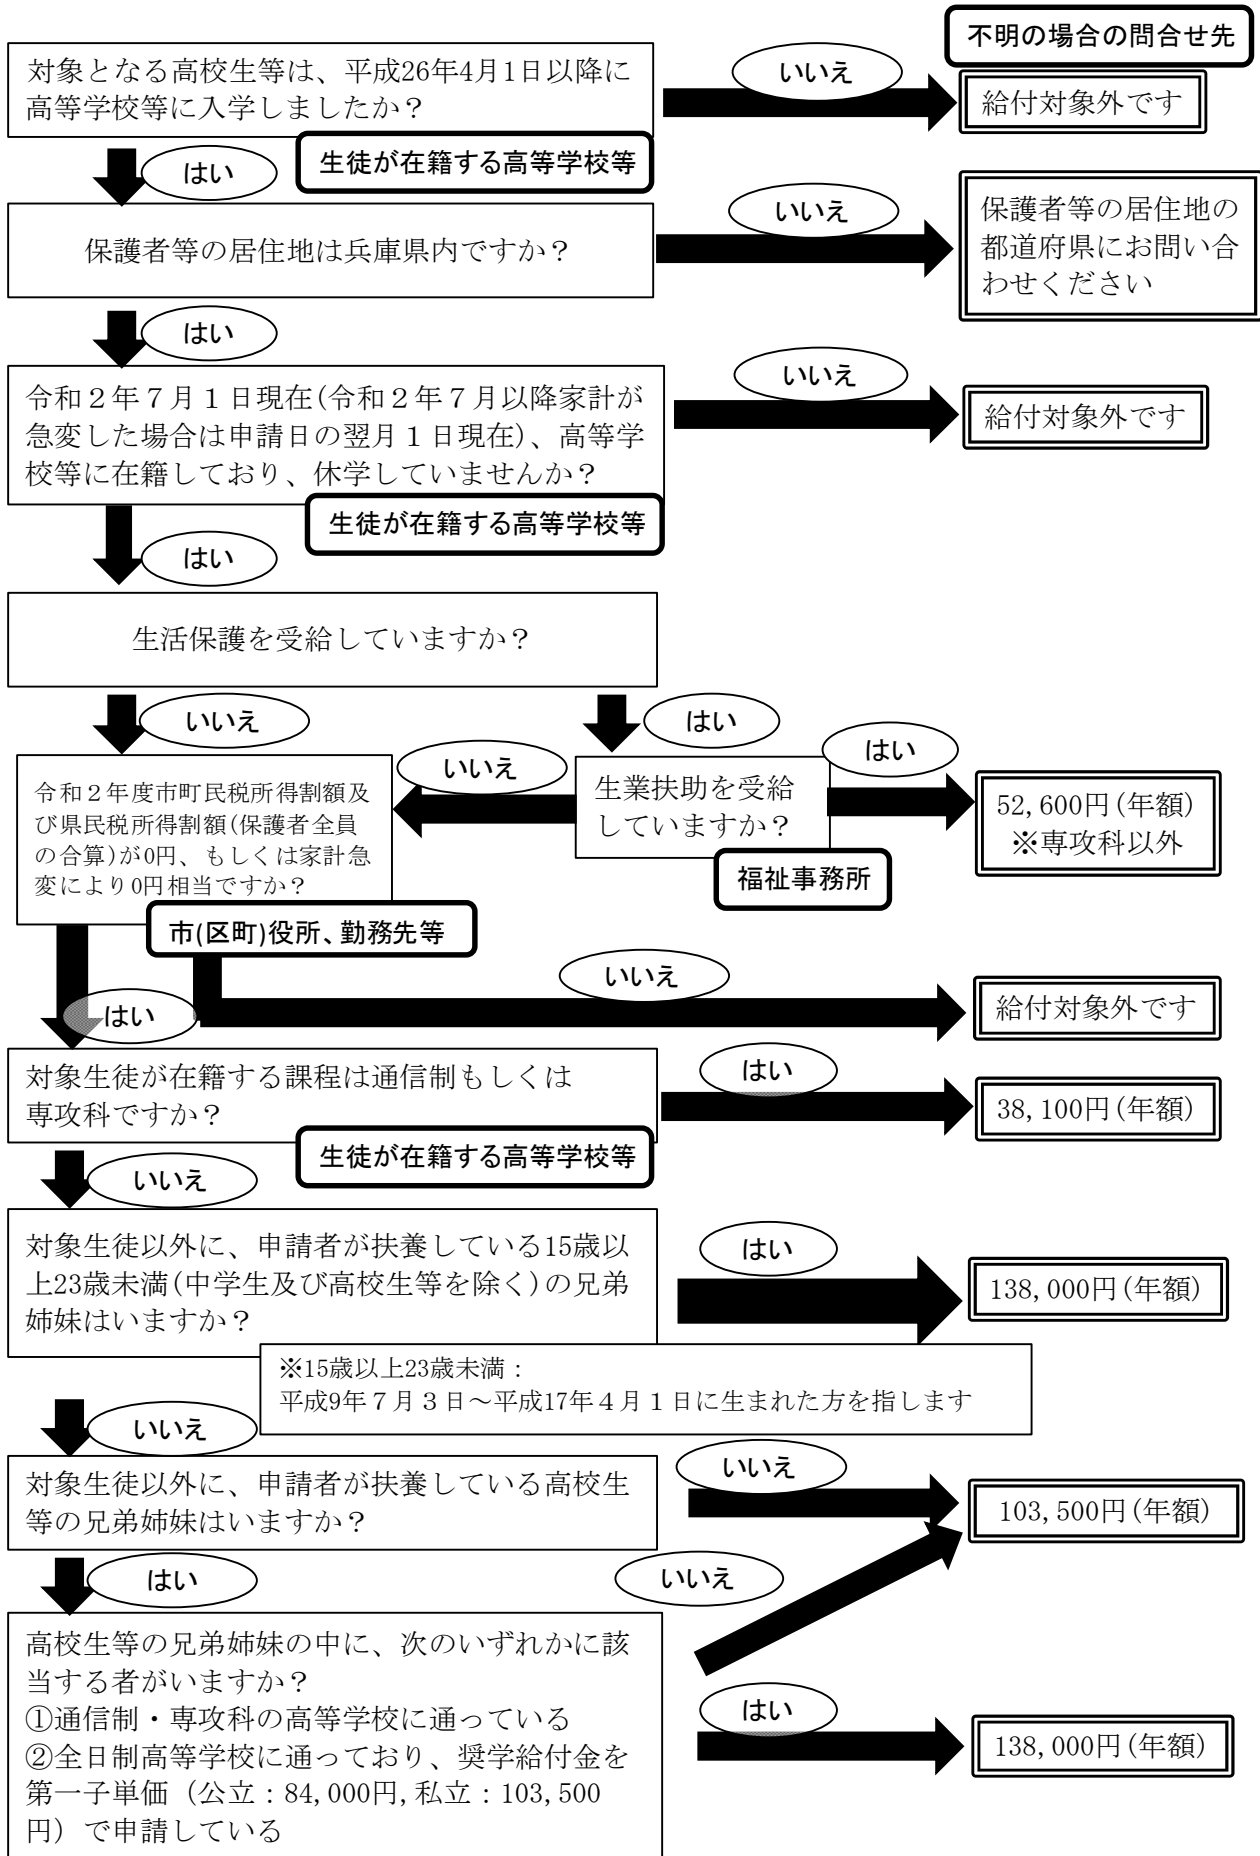 不明の場合の問合せ先
対象となる高校生等は、平成26年4月1日以降に
高等学校等に入学しましたか？
いいえ
給付対象外です
生徒が在籍する高等学校等
はい
保護者等の居住地は兵庫県内ですか？
いいえ
保護者等の居住地の
都道府県にお問い合
わせください
はい
令和２年７月１日現在(令和２年７月以降家計が
急変した場合は申請日の翌月１日現在)、高等学
校等に在籍しており、休学していませんか？
いいえ
給付対象外です
生徒が在籍する高等学校等
はい
生活保護を受給していますか？
いいえ
はい
令和２年度市町民税所得割額及
び県民税所得割額(保護者全員
の合算)が0円、もしくは家計急
変により0円相当ですか？
いいえ
生業扶助を受給
していますか？
はい
52,600円(年額)
※専攻科以外
福祉事務所
市(区町)役所、勤務先等
いいえ
給付対象外です
はい
対象生徒が在籍する課程は通信制もしくは
専攻科ですか？
はい
38,100円(年額)
生徒が在籍する高等学校等
いいえ
対象生徒以外に、申請者が扶養している15歳以
上23歳未満(中学生及び高校生等を除く)の兄弟
姉妹はいますか？
はい
138,000円(年額)
※15歳以上23歳未満：
平成9年７月３日～平成17年４月１日に生まれた方を指します
いいえ
対象生徒以外に、申請者が扶養している高校生
等の兄弟姉妹はいますか？
いいえ
103,500円(年額)
はい
いいえ
高校生等の兄弟姉妹の中に、次のいずれかに該
当する者がいますか？
①通信制・専攻科の高等学校に通っている
②全日制高等学校に通っており、奨学給付金を
第一子単価（公立：84,000円,私立：103,500
円）で申請している
はい
138,000円(年額)